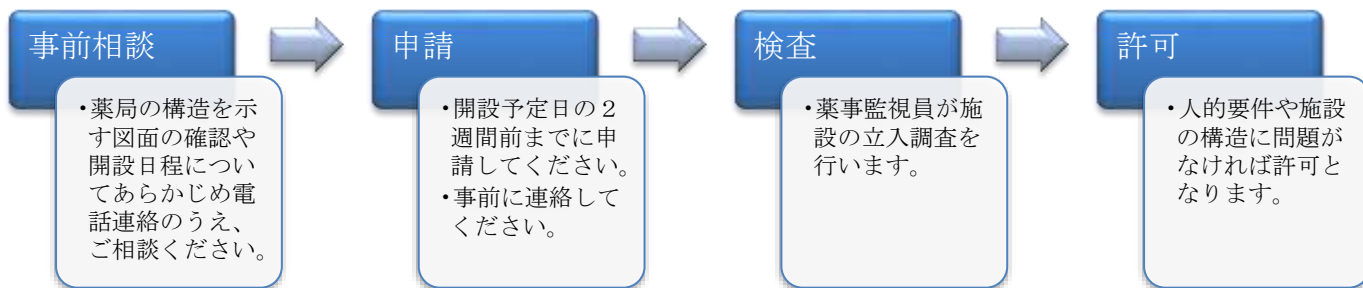 事前相談
・薬局の構造を示
す図面の確認や
開設日程につい
てあらかじめ電
話連絡のうえ、
ご相談ください。
申請
・開設予定日の２
週間前までに申
請してください。
・事前に連絡して
ください。
検査
・薬事監視員が施
設の立入調査を
行います。
許可
・人的要件や施設
の構造に問題が
なければ許可と
なります。